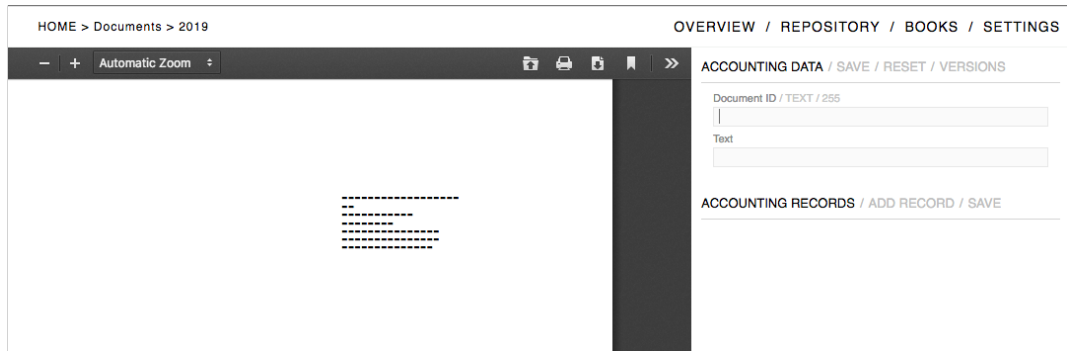 HOME > Documents > 2019
OVERVIEW / REPOSITORY / BOOKS / SETTINGS
Automatic Zoom
ACCOUNTING DATA / SAVE / RESET / VERSIONS
Document ID / TEXT / 255
Text
ACCOUNTING RECORDS / ADD RECORD / SAVE